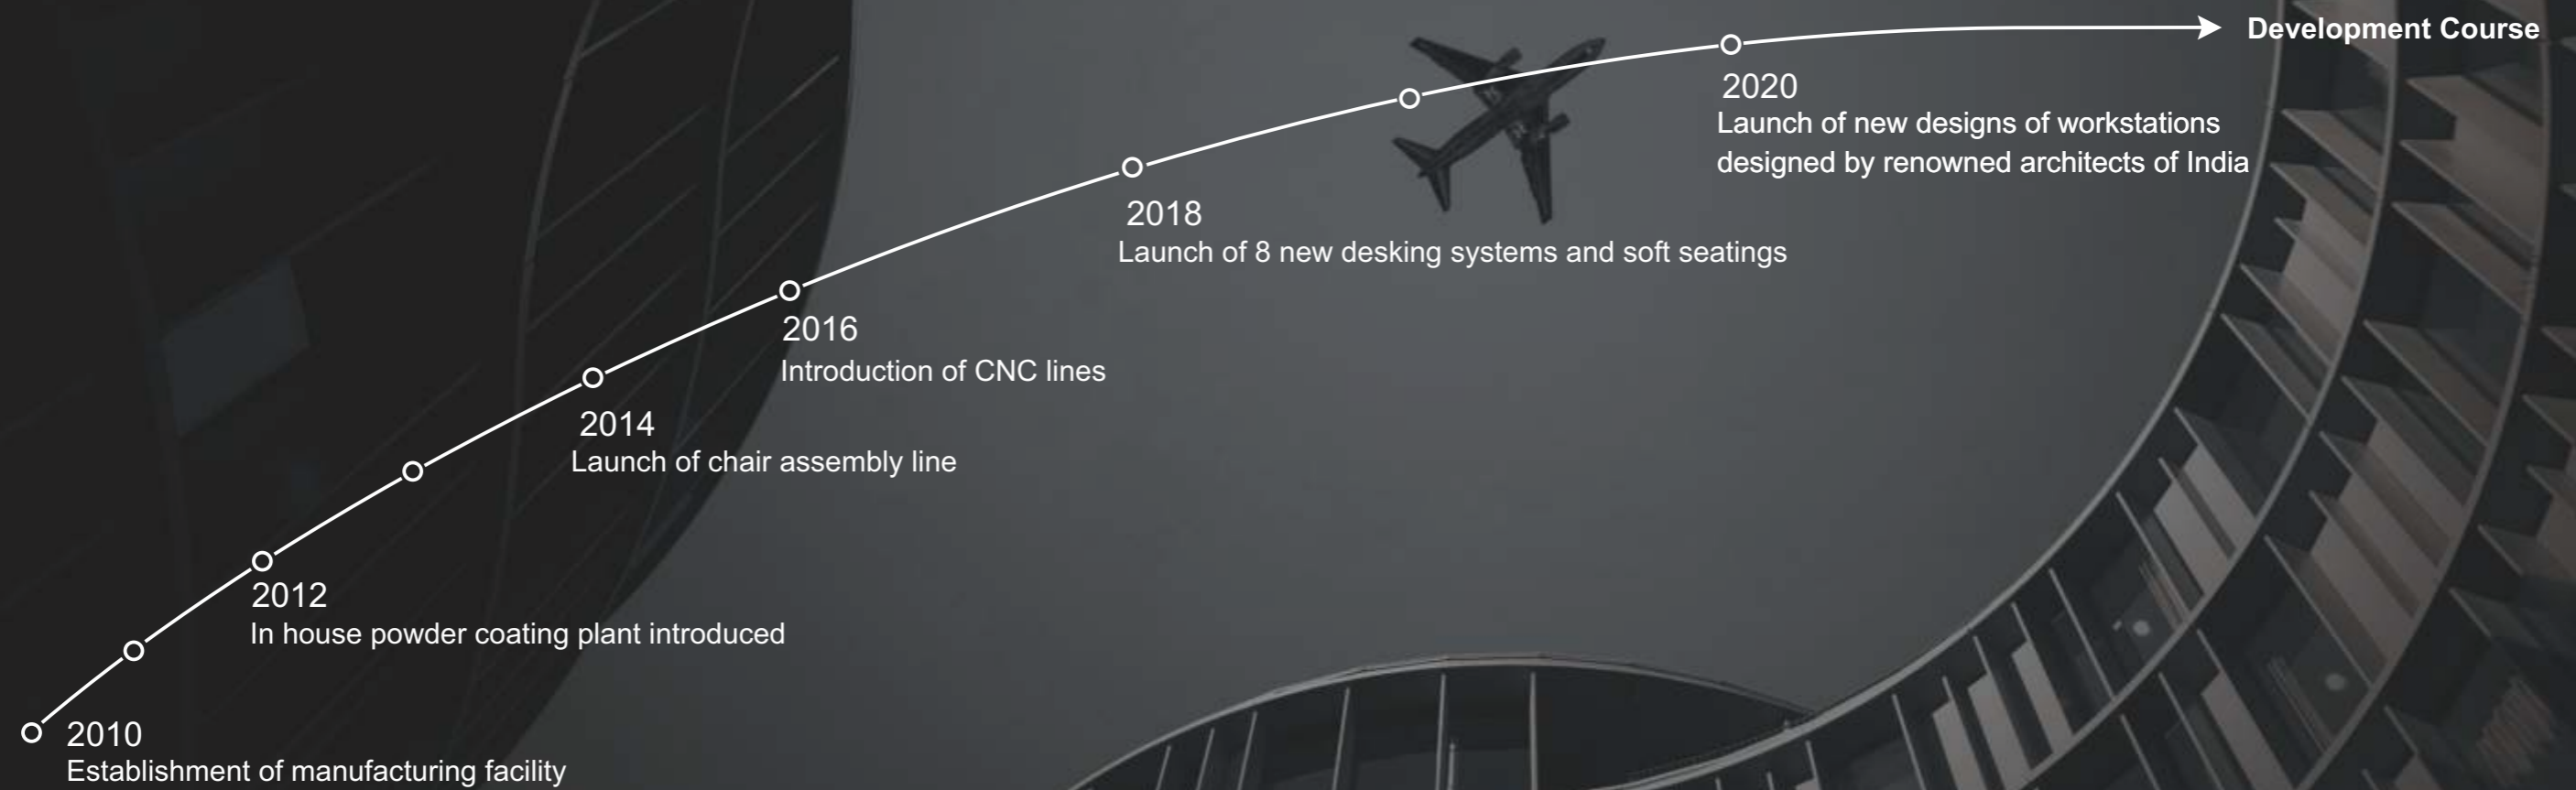 Development Course
2020
Launch of new designs of workstations
designed by renowned architects of India
2018
Launch of 8 new desking systems and soft seatings
2016
Introduction of CNC lines
2014
Launch of chair assembly line
2012
In house powder coating plant introduced
2010
Establishment of manufacturing facility